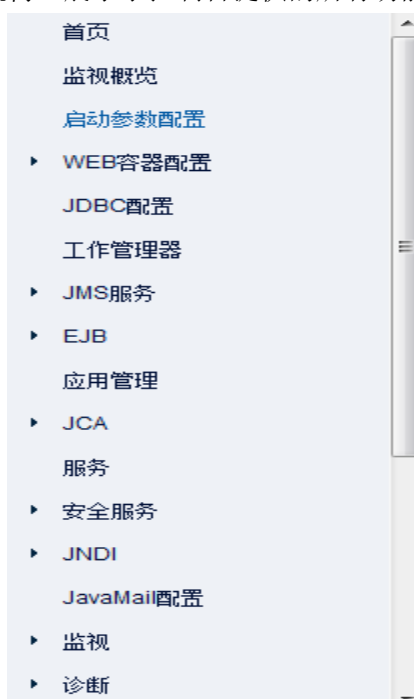 首页
监视概览
启动参数配置
WEB容器配置
JDBC配置
工作管理器
JMS服务
EJB
应用管理
JCA
服务
安全服务
JNDI
JavaMail配置
监视
诊断